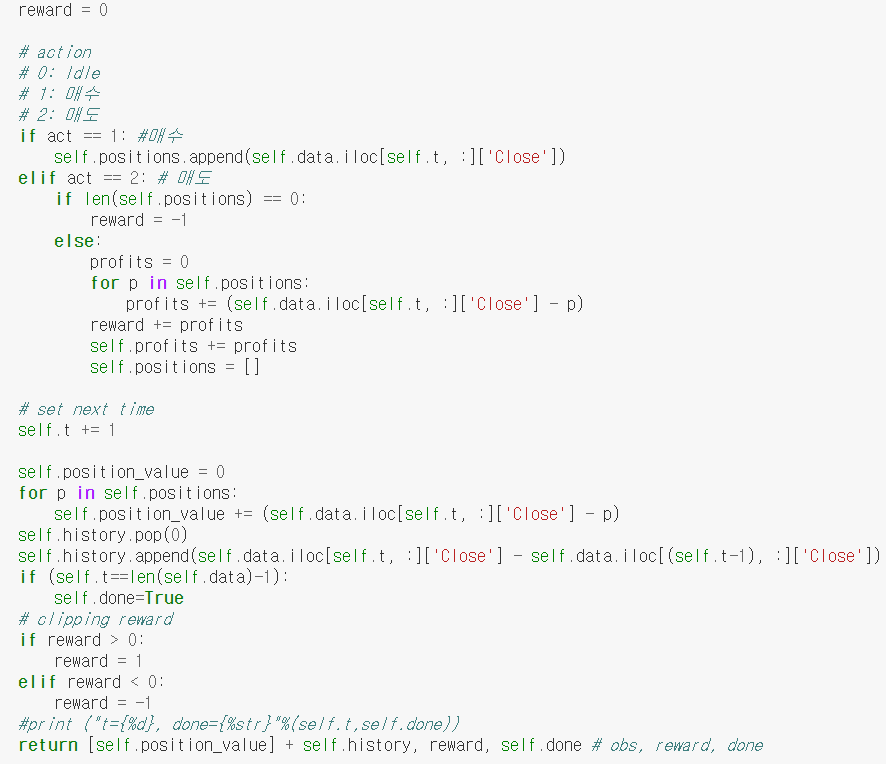 reward = 0
# action
# 0: Idle
# 1: 매수
# 2: 매도
if act == 1: #매수
    self.positions.append(self.data.iloc[self.t, :]['Close'])
elif act == 2: # 매도
    if len(self.positions) == 0:
        reward = -1
    else:
        profits = 0
        for p in self.positions:
            profits += (self.data.iloc[self.t, :]['Close'] - p)
        reward += profits
        self.profits += profits
        self.positions = []
# set next time
self.t += 1
self.position_value = 0
for p in self.positions:
    self.position_value += (self.data.iloc[self.t, :]['Close'] - p)
self.history.pop(0)
self.history.append(self.data.iloc[self.t, :]['Close'] - self.data.iloc[(self.t-1), :]['Close'])
if (self.t==len(self.data)-1):
    self.done=True
# clipping reward
if reward > 0:
    reward = 1
elif reward < 0:
    reward = -1
#print ("t={%d}, done={%str}"%(self.t,self.done))
return [self.position_value] + self.history, reward, self.done # obs, reward, done